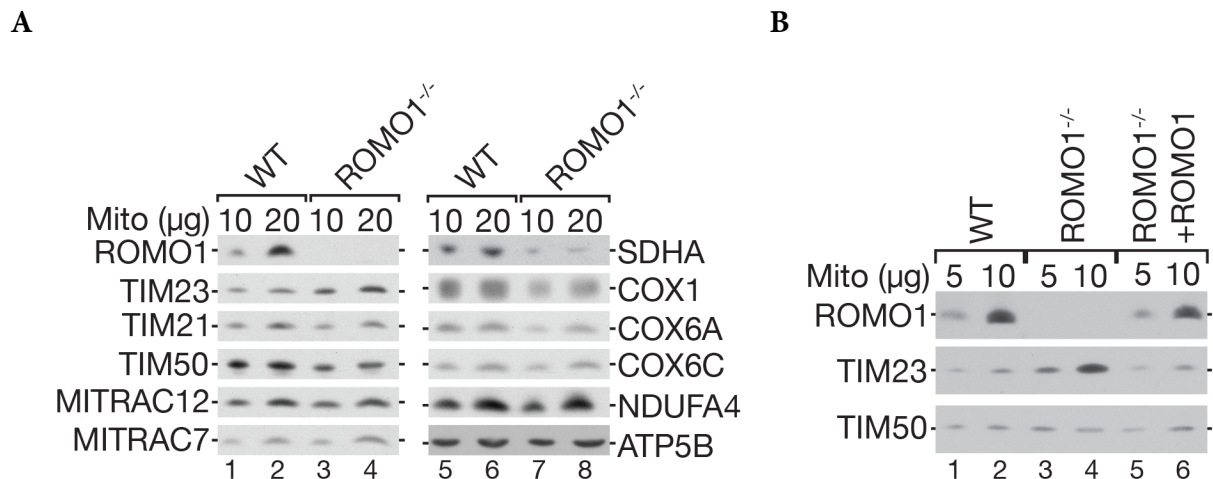 A
WT ROMO1-/- WT ROMO1-/-
Mito (µg) 10 20 10 20 10 20 10 20
ROMO1 SDHA
TIM23 COX1
TIM21 COX6A
TIM50 COX6C
MITRAC12 NDUFA4
MITRAC7 ATP5B
1 2 3 4 5 6 7 8
B
WT ROMO1-/- ROMO1-/- +ROMO1
Mito (µg) 5 10 5 10 5 10
ROMO1
TIM23
TIM50
1 2 3 4 5 6